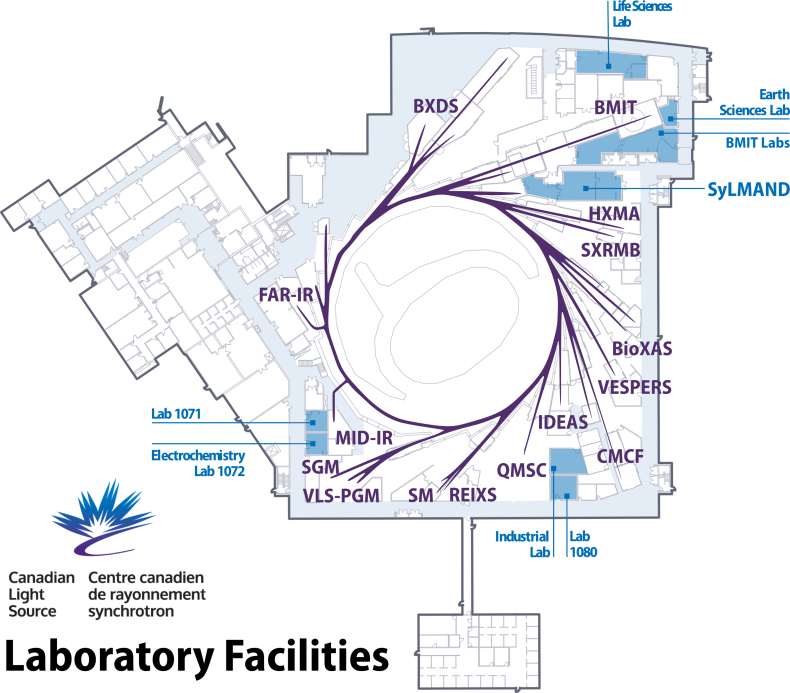 Life Sciences
Lab
BXDS
BMIT
Earth
Sciences Lab
BMIT Labs
SyLMAND
HXMA
SXRMB
FAR-IR
BioXAS
VESPERS
Lab 1071
IDEAS
MID-IR
Electrochemistry
Lab 1072
SGM
QMSC
CMCF
VLS-PGM
SM
REIXS
Industrial
Lab
Lab
1080
Canadian
Light
Source
Centre canadien
de rayonnement
synchrotron
Laboratory Facilities